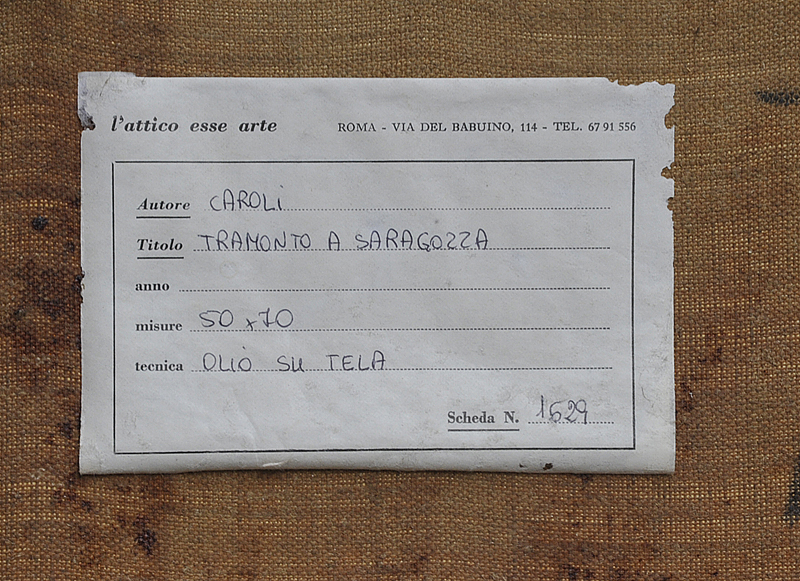 l'attico esse arte ROMA - VIA DEL BABUINO, 114 - TEL. 67 91 556
Autore CAROLI
Titolo TRAMONTO A SARAGOZZA
anno
misure 50 x 70
tecnica OLIO SU TELA
Scheda N. 1629